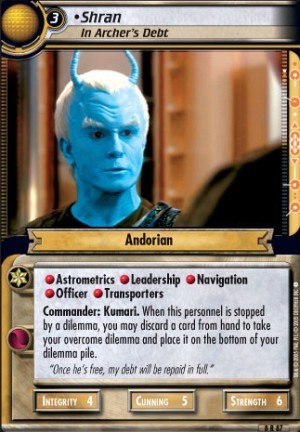 3
•Shran
In Archer's Debt
Andorian
•Astrometrics •Leadership •Navigation
•Officer •Transporters
Commander: Kumari. When this personnel is stopped
by a dilemma, you may discard a card from hand to take
your overcome dilemma and place it on the bottom of your
dilemma pile.
"Once he's free, my debt will be repaid in full."
Integrity 4
Cunning 5
Strength 6